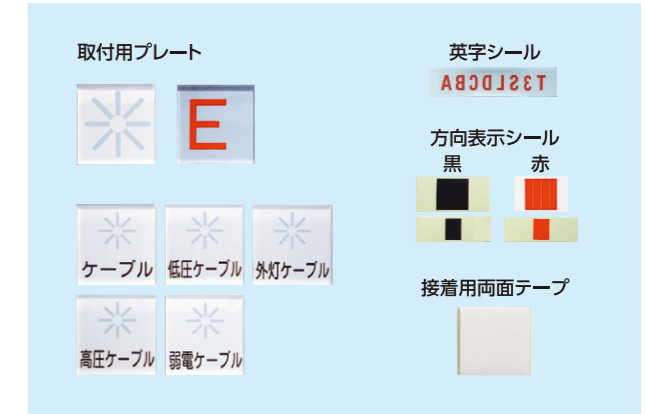 取付用プレート
E
ケーブル
低圧ケーブル
外灯ケーブル
高圧ケーブル
弱電ケーブル
英字シール
ABCDLSET
方向表示シール
黒
赤
接着用両面テープ